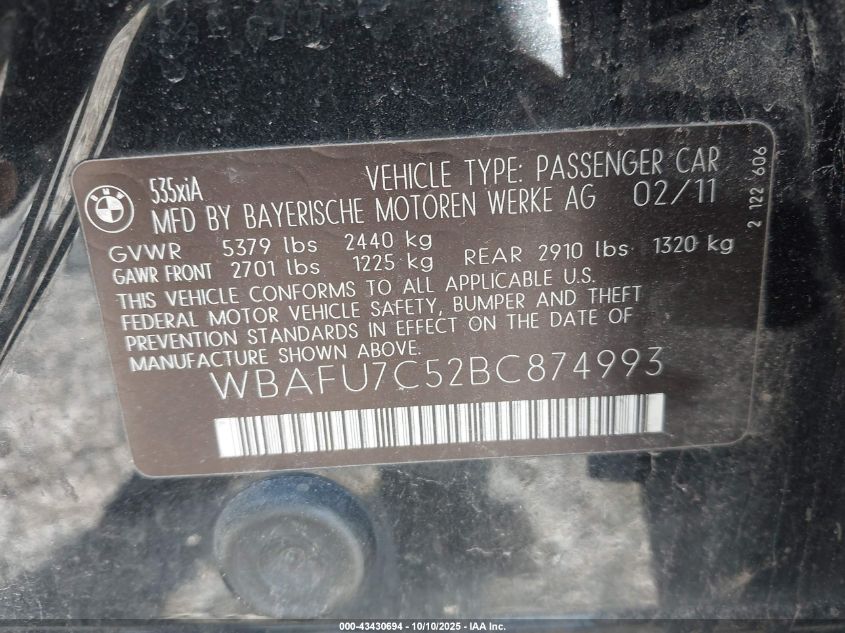 BMW
535xiA
VEHICLE TYPE: PASSENGER CAR
MFD BY BAYERISCHE MOTOREN WERKE AG 02/11
GVWR 5379 lbs 2440 kg
GAWR FRONT 2701 lbs 1225 kg REAR 2910 lbs 1320 kg
THIS VEHICLE CONFORMS TO ALL APPLICABLE U.S.
FEDERAL MOTOR VEHICLE SAFETY, BUMPER AND THEFT
PREVENTION STANDARDS IN EFFECT ON THE DATE OF
MANUFACTURE SHOWN ABOVE.
WBAFU7C52BC874993
2 122 606
000-43430694 - 10/10/2025 - IAA Inc.